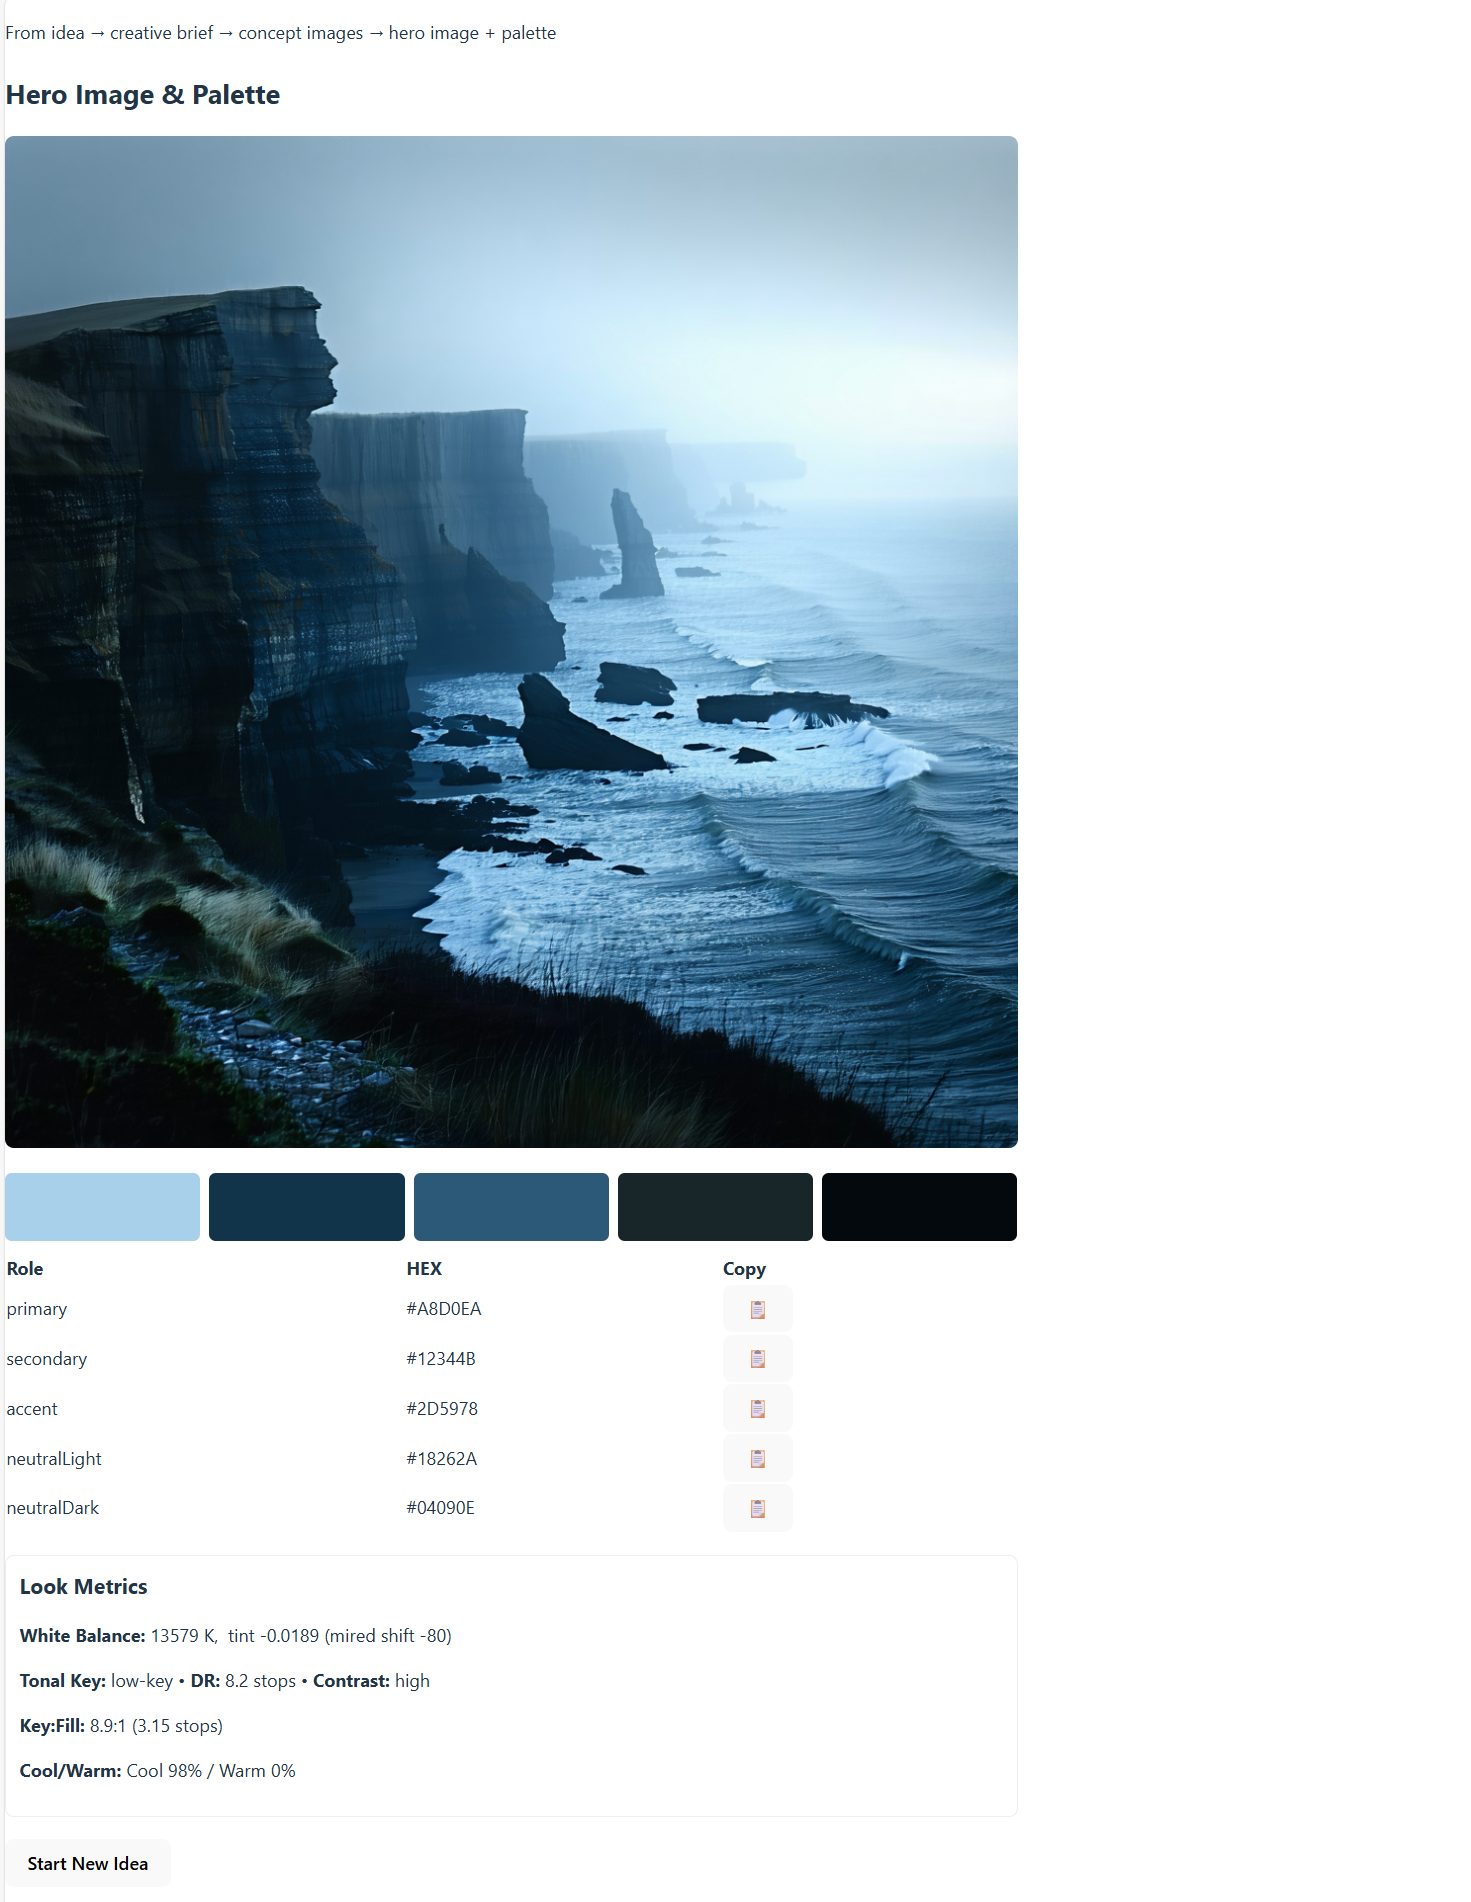 From idea → creative brief → concept images → hero image + palette
Hero Image & Palette
Role HEX Copy
primary #A8D0EA
secondary #12344B
accent #2D5978
neutralLight #18262A
neutralDark #04090E
Look Metrics
White Balance: 13579 K, tint -0.0189 (mired shift -80)
Tonal Key: low-key • DR: 8.2 stops • Contrast: high
Key:Fill: 8.9:1 (3.15 stops)
Cool/Warm: Cool 98% / Warm 0%
Start New Idea